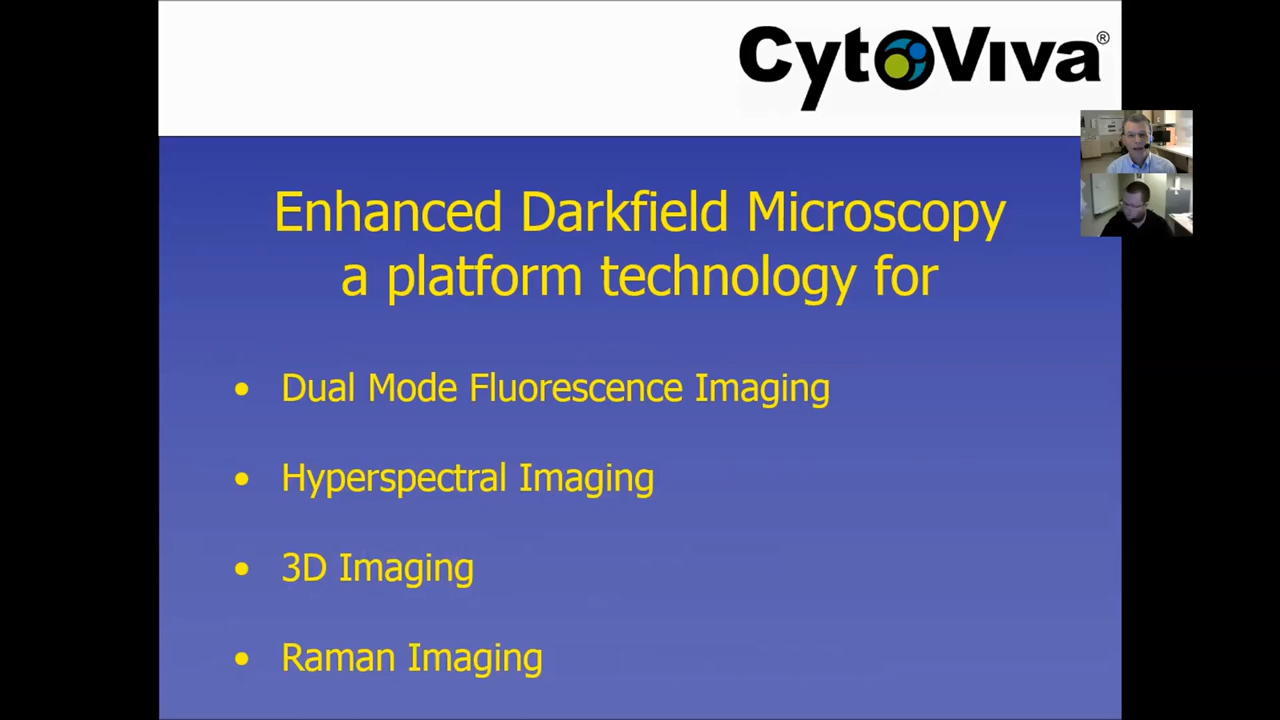 CytoViva®
Enhanced Darkfield Microscopy
a platform technology for
• Dual Mode Fluorescence Imaging
• Hyperspectral Imaging
• 3D Imaging
• Raman Imaging